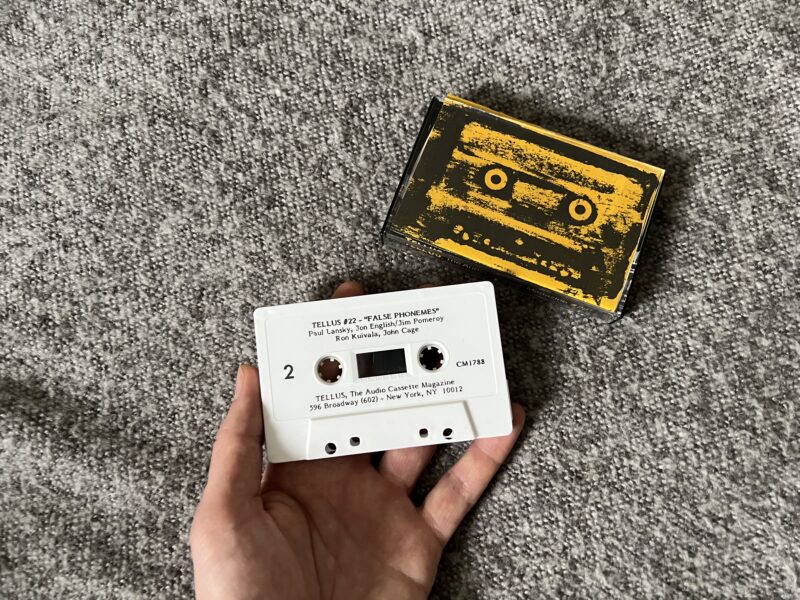 TELLUS #22 - "FALSE PHONEMES"
Paul Lansky, Jon English/Jim Pomeroy
Ron Kuivala, John Cage
2
CM1788
TELLUS, The Audio Cassette Magazine
596 Broadway (602) - New York, NY 10012